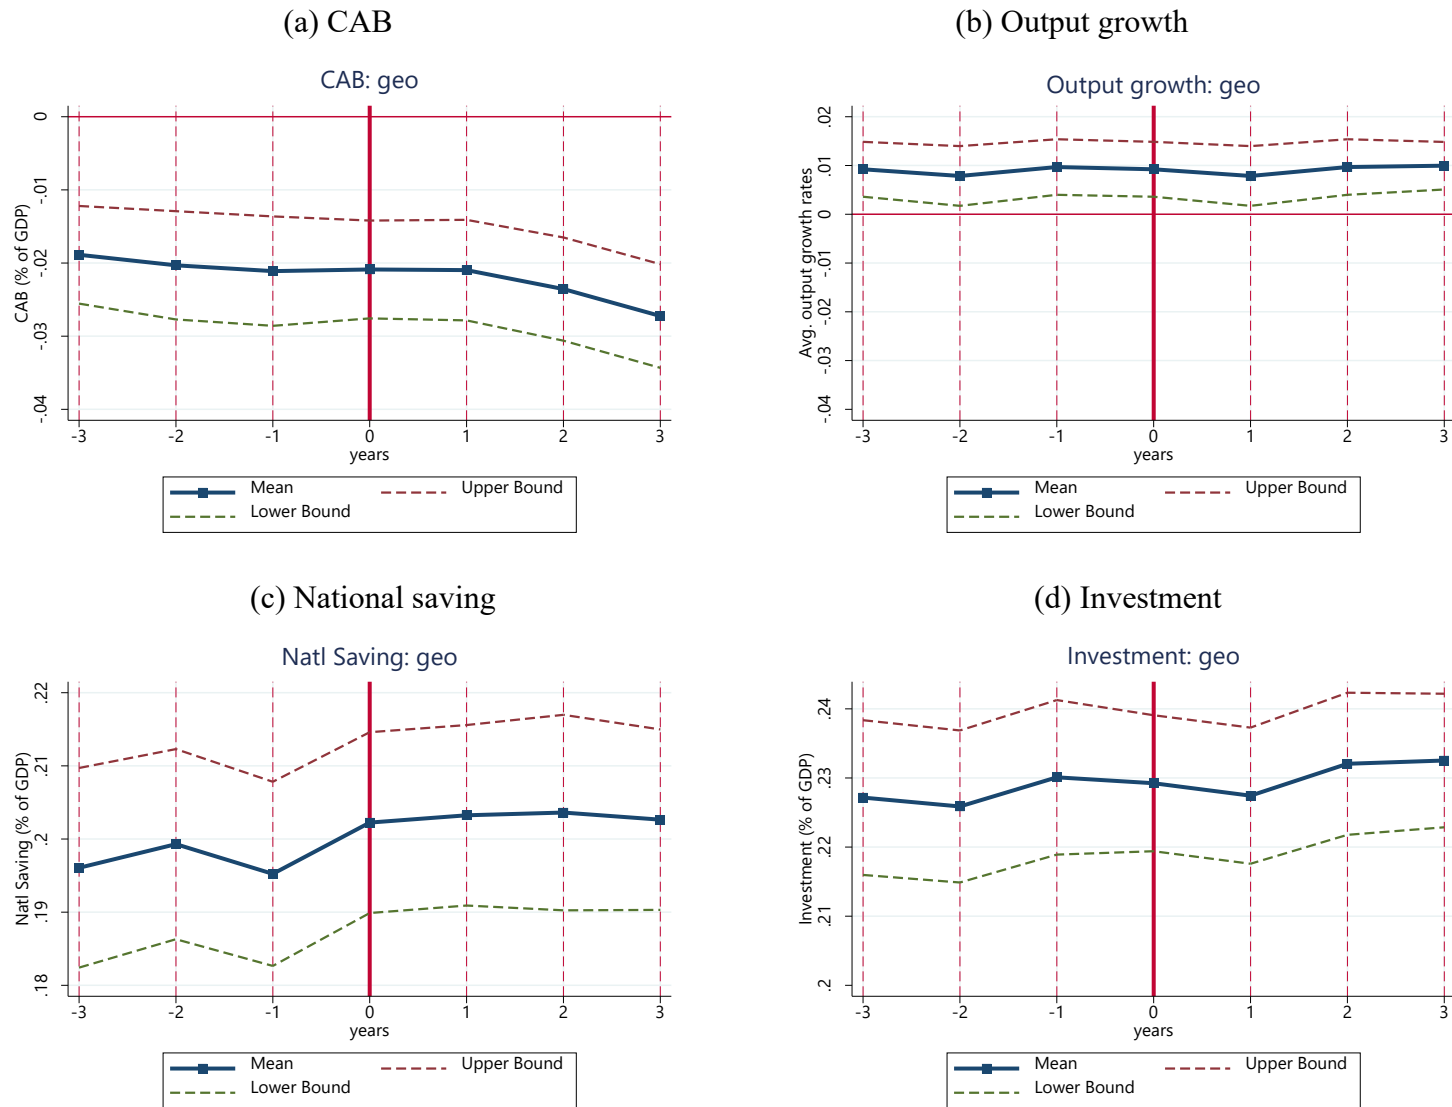 (a) CAB
CAB: geo
CAB (% of GDP)
0
-.01
-.02
-.03
-.04
-3 -2 -1 0 1 2 3
years
Mean Upper Bound
Lower Bound
(b) Output growth
Output growth: geo
Avg. output growth rates
.02
.01
0
-.01
-.02
-.03
-.04
-3 -2 -1 0 1 2 3
years
Mean Upper Bound
Lower Bound
(c) National saving
Natl Saving: geo
Natl Saving (% of GDP)
.22
.21
.2
.19
.18
-3 -2 -1 0 1 2 3
years
Mean Upper Bound
Lower Bound
(d) Investment
Investment: geo
Investment (% of GDP)
.24
.23
.22
.21
.2
-3 -2 -1 0 1 2 3
years
Mean Upper Bound
Lower Bound